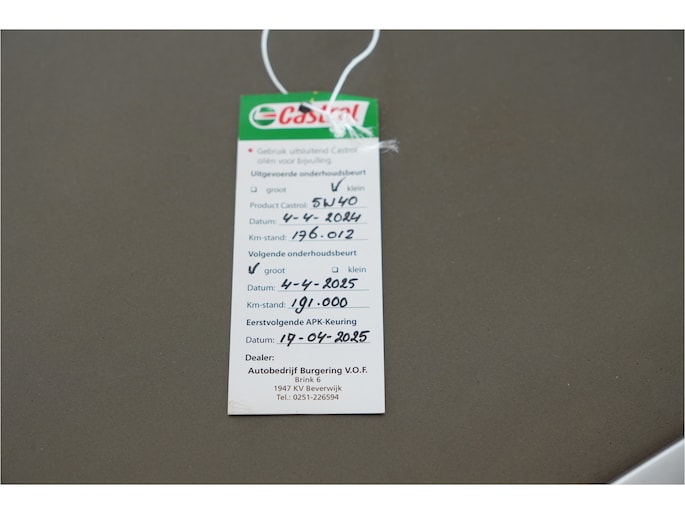 Castrol
* Gebruik uitsluitend Castrol
oliën voor bijvulling.
Uitgevoerde onderhoudsbeurt
☐ groot ☑ klein
Product Castrol: 5W40
Datum: 4-4-2024
Km-stand: 176.012
Volgende onderhoudsbeurt
☑ groot ☐ klein
Datum: 4-4-2025
Km-stand: 191.000
Eerstvolgende APK-Keuring
Datum: 17-04-2025
Dealer:
Autobedrijf Burgering V.O.F.
Brink 6
1947 KV Beverwijk
Tel.: 0251-226594